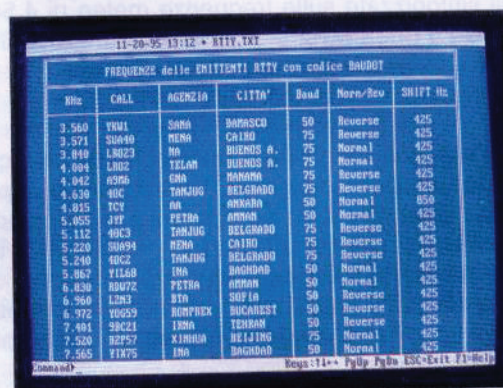 11-20-95 13:12 • RTTY.TXT
FREQUENZE delle EMITTENTI RTTY con codice BAUDOT
KHz CALL AGENZIA CITTA' Baud Norm/Rev SHIFT Hz
3.560 YKW1 SANA DAMASCO 50 Reverse 425
3.571 SUA40 MENA CAIRO 75 Reverse 425
3.840 LRO23 NA BUENOS A. 75 Normal 425
4.004 LRO2 TELAM BUENOS A. 75 Normal 425
4.042 A9M6 GNA MANAMA 75 Reverse 425
4.630 4OC TANJUG BELGRADO 75 Reverse 425
4.815 TCY AA ANKARA 50 Normal 850
5.055 JYF PETRA AMMAN 50 Normal 425
5.112 4OC3 TANJUG BELGRADO 75 Reverse 425
5.220 SUA94 MENA CAIRO 75 Reverse 425
5.240 4OC2 TANJUG BELGRADO 75 Reverse 425
5.867 YIL68 INA BAGHDAD 50 Normal 425
6.830 PETRA AMMAN 50 Normal 425
6.960 LZN3 BTA SOFIA 50 Reverse 425
6.972 YOG59 ROMPREX BUCAREST 50 Reverse 425
7.401 9BC21 IRNA TEHRAN 50 Reverse 425
7.520 BZP57 XINHUA BEIJING 75 Normal 425
7.565 YIX75 INA BAGHDAD 50 Normal 425
Command> Keys: PgUp PgDn ESC=Exit F1=Help